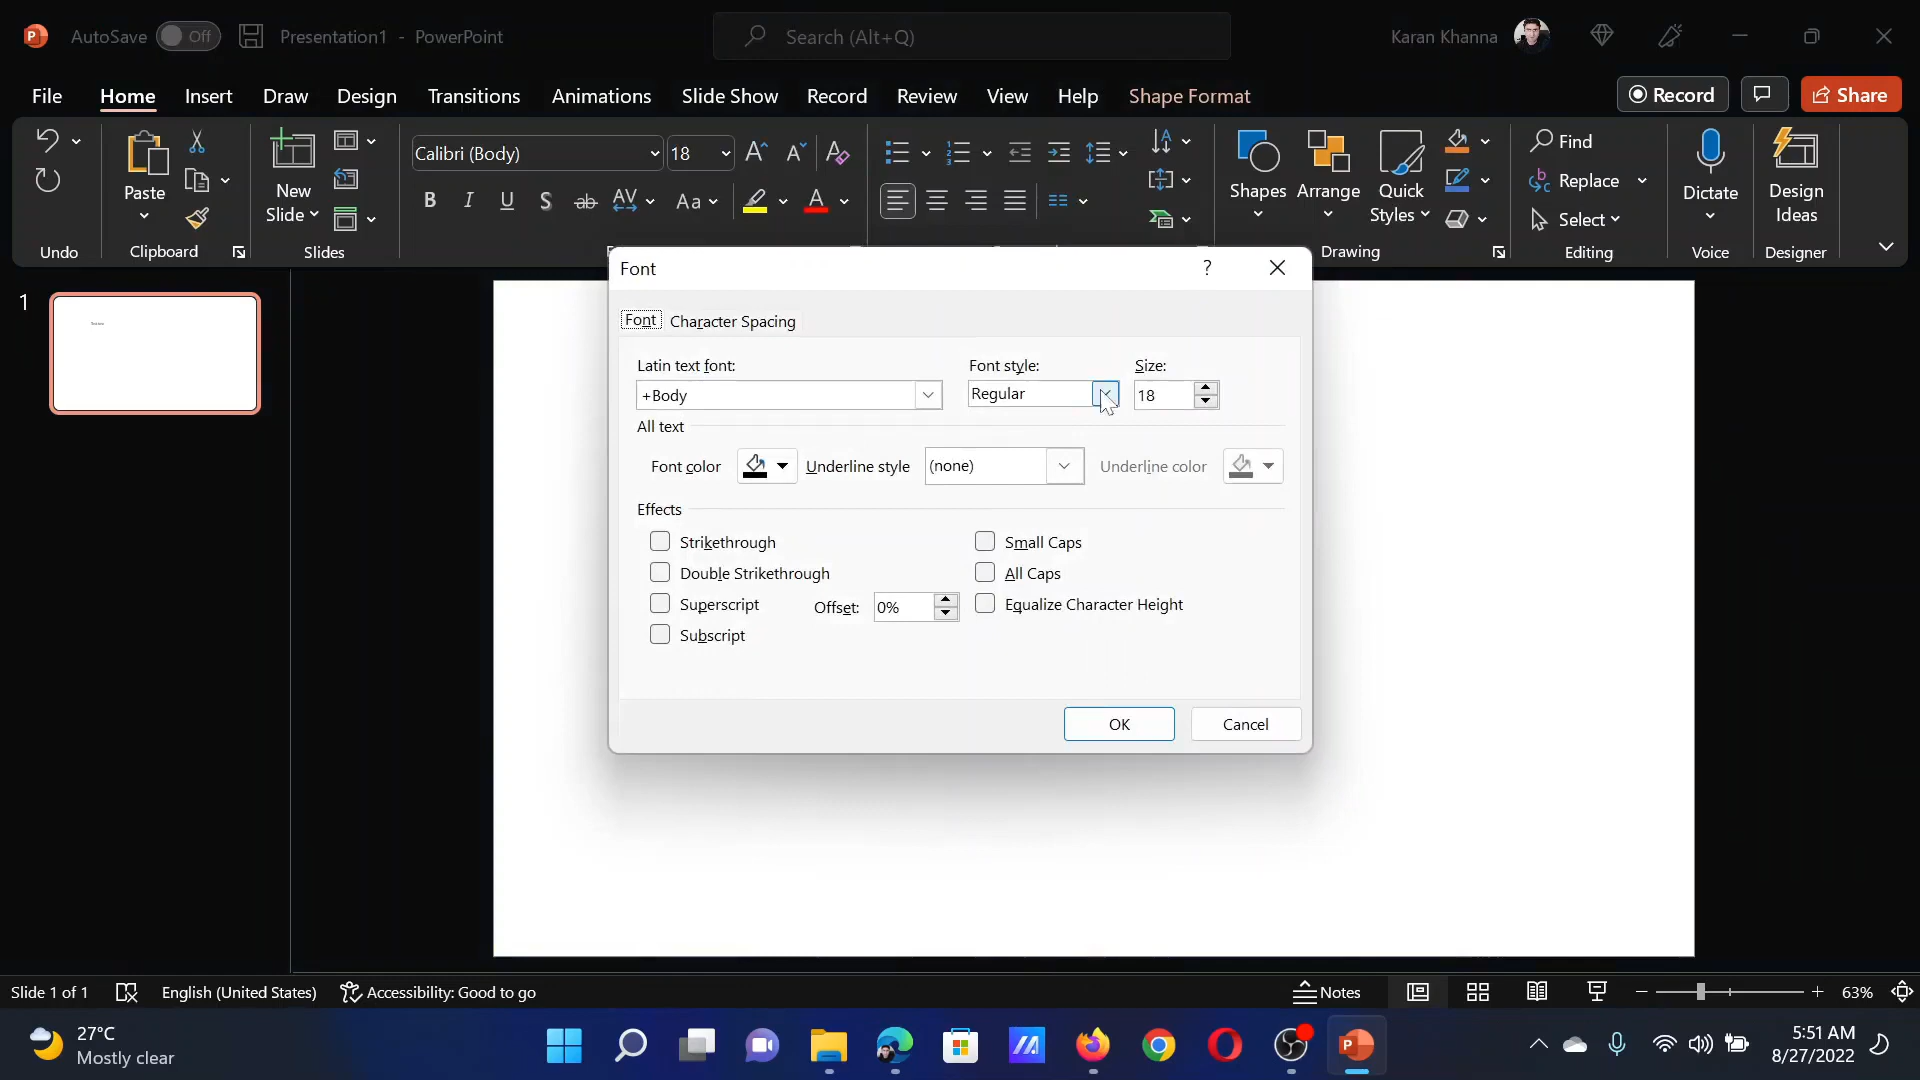 AutoSave Off Presentation1 - PowerPoint Search (Alt+Q) Karan Khanna
File Home Insert Draw Design Transitions Animations Slide Show Record Review View Help Shape Format Record Share
Calibri (Body) 18 Find
Paste New Slide Shapes Arrange Quick Styles Replace Dictate Design Ideas
B I U S ab AV Aa A Select
Undo Clipboard Slides Drawing Editing Voice Designer
Font ?
1
Font Character Spacing
Latin text font: Font style: Size:
+Body Regular 18
All text
Font color Underline style (none) Underline color
Effects
Strikethrough Small Caps
Double Strikethrough All Caps
Superscript Offset: 0% Equalize Character Height
Subscript
OK Cancel
Slide 1 of 1 English (United States) Accessibility: Good to go Notes 63%
27°C 5:51 AM
Mostly clear 8/27/2022